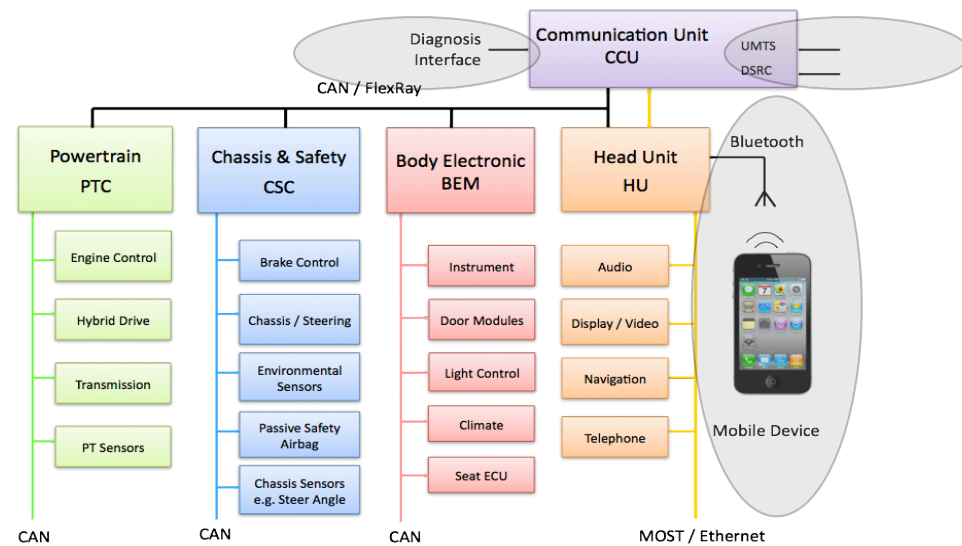 Diagnosis
Interface
Communication Unit
CCU
UMTS
DSRC
CAN / FlexRay
Powertrain
PTC
Chassis & Safety
CSC
Body Electronic
BEM
Head Unit
HU
Bluetooth
Engine Control
Hybrid Drive
Transmission
PT Sensors
CAN
Brake Control
Chassis / Steering
Environmental
Sensors
Passive Safety
Airbag
Chassis Sensors
e.g. Steer Angle
CAN
Instrument
Door Modules
Light Control
Climate
Seat ECU
CAN
Audio
Display / Video
Navigation
Telephone
MOST / Ethernet
Mobile Device